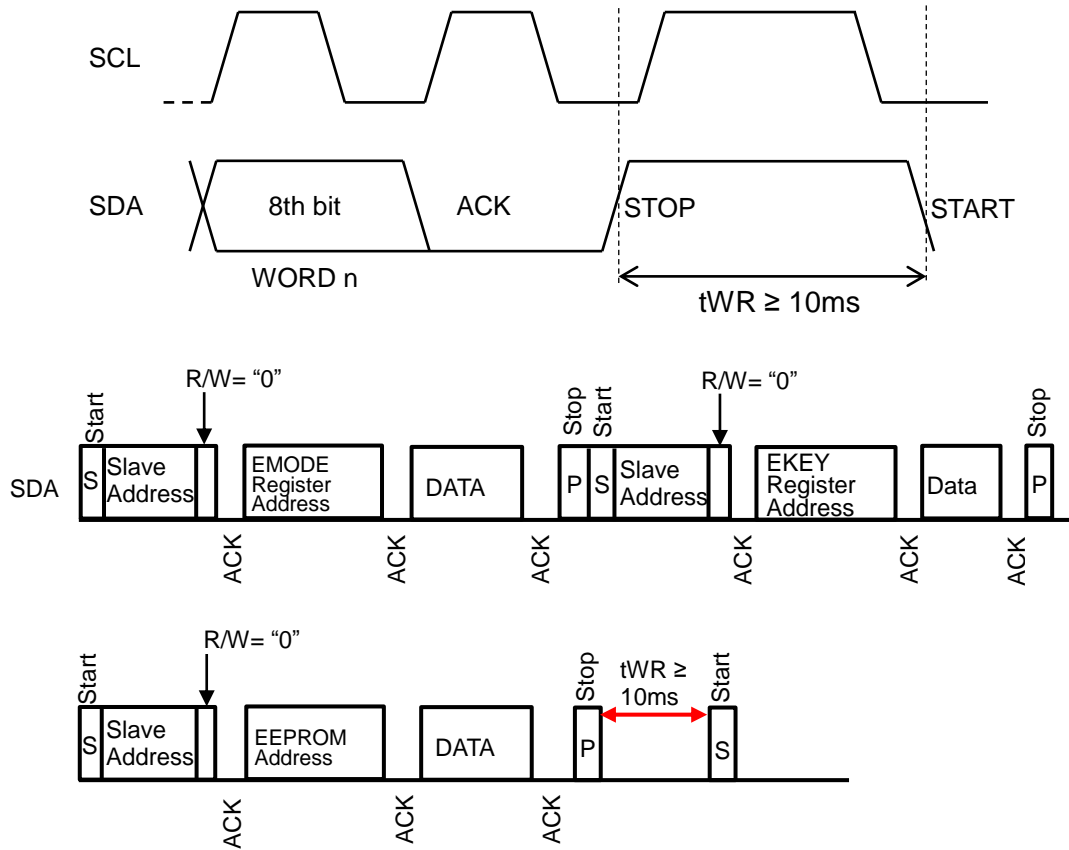 SCL
SDA
8th bit
ACK
STOP
START
WORD n
tWR ≥ 10ms
R/W= “0”
R/W= “0”
Start
Stop
Start
Stop
SDA
S
Slave
Address
EMODE
Register
Address
DATA
P
S
Slave
Address
EKEY
Register
Address
Data
P
ACK
ACK
ACK
ACK
ACK
ACK
R/W= “0”
Start
Stop
tWR ≥
10ms
Start
S
Slave
Address
EEPROM
Address
DATA
P
S
ACK
ACK
ACK